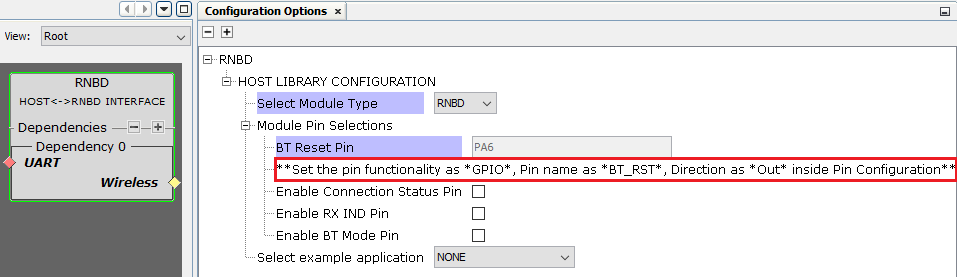 Configuration Options
View: Root
RNBD
HOST<->RNBD INTERFACE
Dependencies
Dependency 0
UART
Wireless
RNBD
HOST LIBRARY CONFIGURATION
Select Module Type RNBD
Module Pin Selections
BT Reset Pin PA6
**Set the pin functionality as *GPIO*, Pin name as *BT_RST*, Direction as *Out* inside Pin Configuration**
Enable Connection Status Pin
Enable RX IND Pin
Enable BT Mode Pin
Select example application NONE